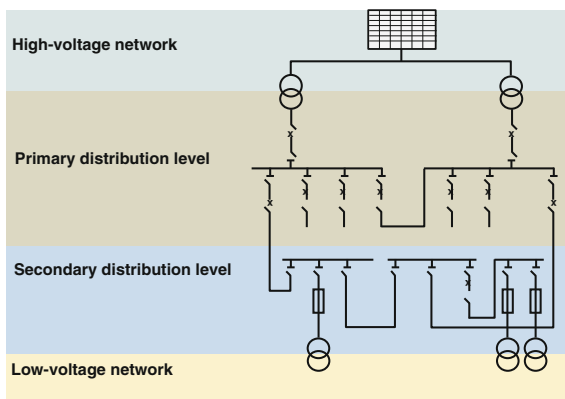 High-voltage network
Primary distribution level
Secondary distribution level
Low-voltage network